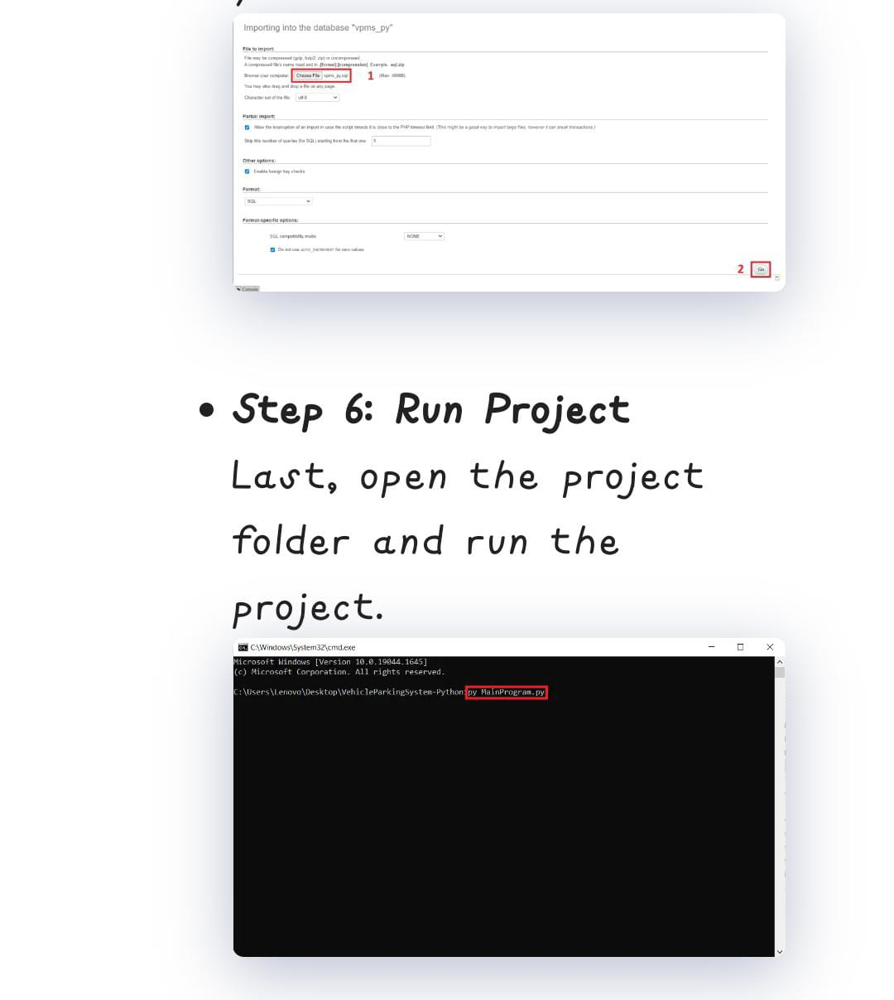 Importing into the database "vpms_py"
File to import:
File may be compressed (gzip, bzip2, zip) or uncompressed.
A compressed file's name must end in .[format].[compression]. Example: .sql.zip
Browse your computer: Choose File vpms_py.sql 1 (Max: 40MiB)
You may also drag and drop a file on any page.
Character set of the file: utf-8
Partial import:
Allow the interruption of an import in case the script detects it is close to the PHP timeout limit. (This might be a good way to import large files, however it can break transactions.)
Skip this number of queries (for SQL) starting from the first one: 0
Other options:
Enable foreign key checks
Format:
SQL
Format-specific options:
SQL compatibility mode: NONE
Do not use AUTO_INCREMENT for zero values
2 Go
Console
• Step 6: Run Project
Last, open the project
folder and run the
project.
C:\Windows\System32\cmd.exe
Microsoft Windows [Version 10.0.19044.1645]
(c) Microsoft Corporation. All rights reserved.
C:\Users\Lenovo\Desktop\VehicleParkingSystem-Python>py MainProgram.py